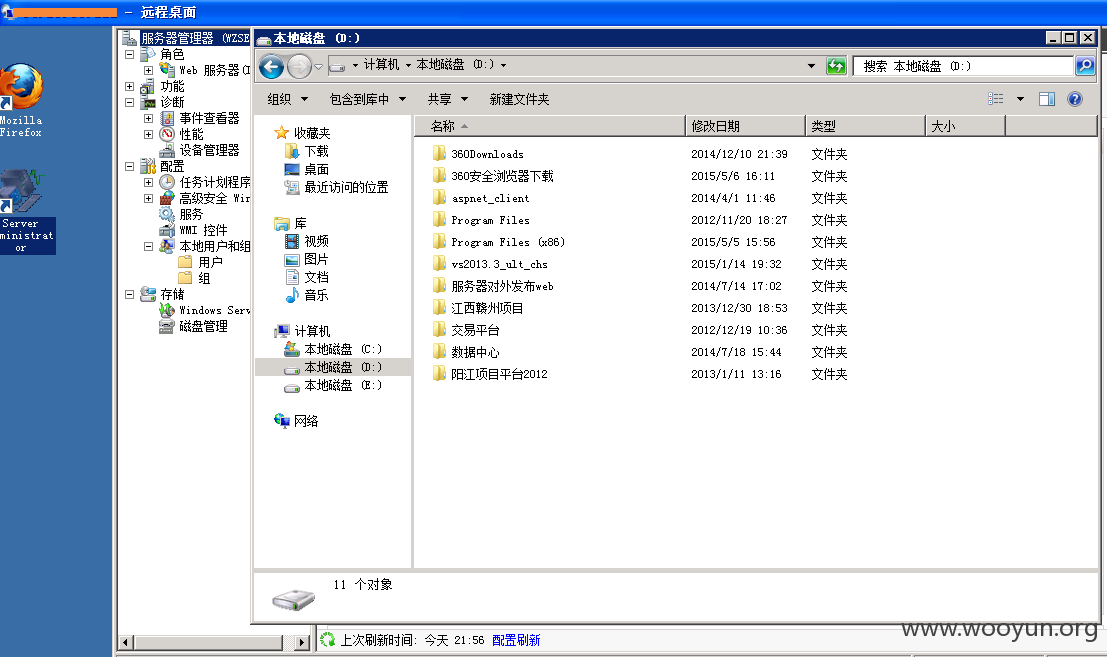 - 远程桌面
Mozilla
Firefox
Server
ministrat
or
服务器管理器 (WZSE
角色
Web 服务器(I
功能
诊断
事件查看器
性能
设备管理器
配置
任务计划程序
高级安全 Win
服务
WMI 控件
本地用户和组
用户
组
存储
Windows Serv
磁盘管理
本地磁盘 (D:)
计算机 本地磁盘 (D:)
搜索 本地磁盘 (D:)
组织 包含到库中 共享 新建文件夹
收藏夹
下载
桌面
最近访问的位置
库
视频
图片
文档
音乐
计算机
本地磁盘 (C:)
本地磁盘 (D:)
本地磁盘 (E:)
网络
名称 修改日期 类型 大小
360Downloads 2014/12/10 21:39 文件夹
360安全浏览器下载 2015/5/6 16:11 文件夹
aspnet_client 2014/4/1 11:46 文件夹
Program Files 2012/11/20 18:27 文件夹
Program Files (x86) 2015/5/5 15:56 文件夹
vs2013.3_ult_chs 2015/1/14 19:32 文件夹
服务器对外发布web 2014/7/14 17:02 文件夹
江西赣州项目 2013/12/30 18:53 文件夹
交易平台 2012/12/19 10:36 文件夹
数据中心 2014/7/18 15:44 文件夹
阳江项目平台2012 2013/1/11 13:16 文件夹
11 个对象
上次刷新时间: 今天 21:56 配置刷新
www.wooyun.org